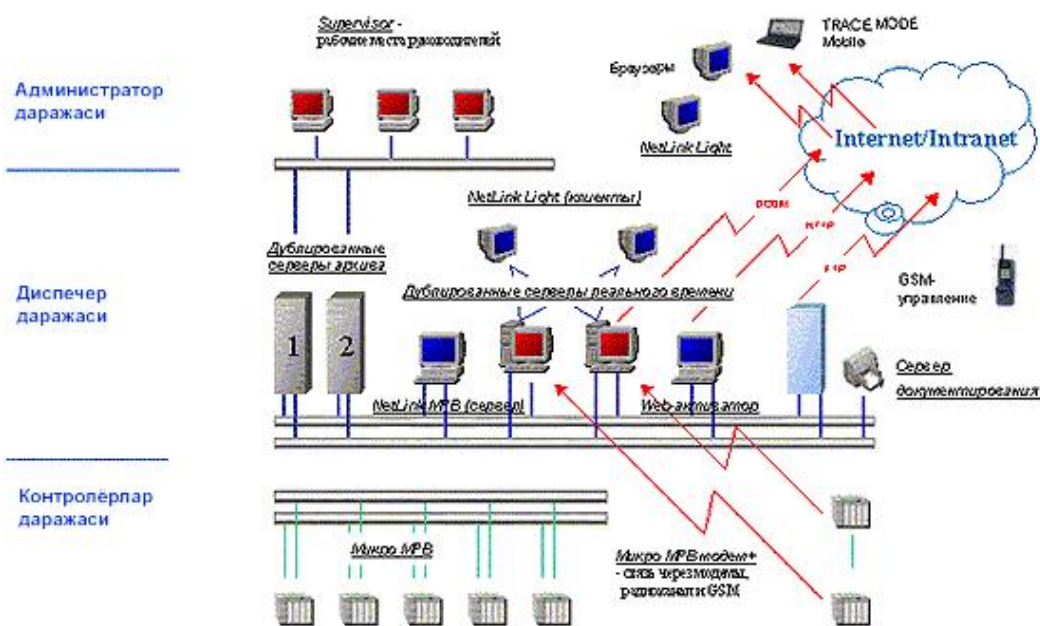 Supervisor -
рабочие места руководителей
TRACE MODE
Mobile
Браузеры
Администратор
даражаси
Internet/Intranet
NetLink Light
NetLink Light (клиенты)
DCOM
Дублированные
серверы архива
Диспечер
даражаси
Дублированные серверы реального времени
GSM-
управление
1
2
Сервер
документирования
NetLink МРВ (сервер)
Web-активатор
Контролёрлар
даражаси
Микро МРВ
Микро МРВ модем+
- связь через модемы,
радиоканал и GSM